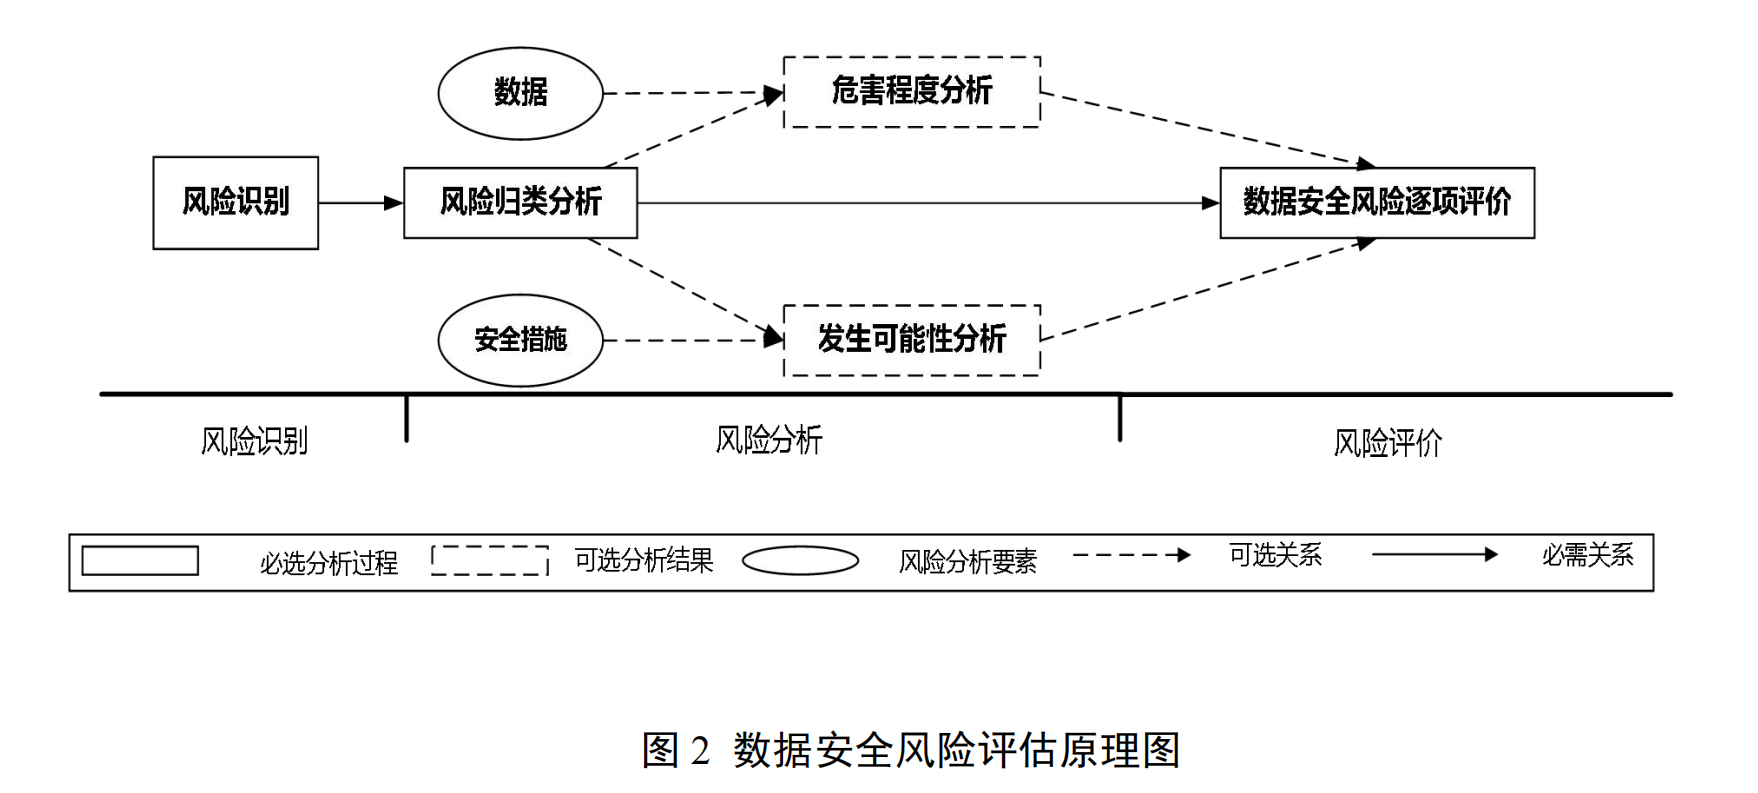 数据
危害程度分析
风险识别
风险归类分析
数据安全风险逐项评价
安全措施
发生可能性分析
风险识别
风险分析
风险评价
必选分析过程
可选分析结果
风险分析要素
可选关系
必需关系
图 2 数据安全风险评估原理图